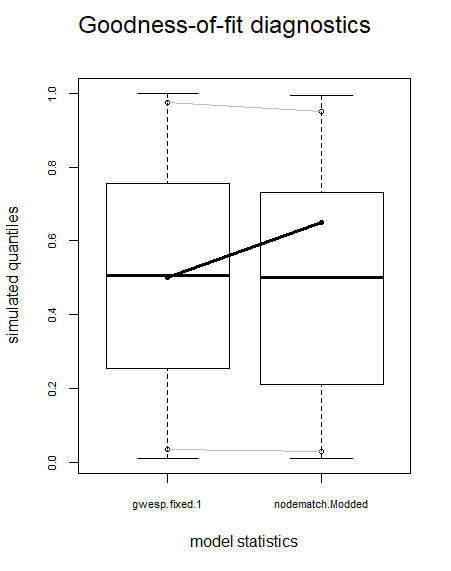 Goodness-of-fit diagnostics
simulated quantiles
1.0
0.8
0.6
0.4
0.2
0.0
gwesp.fixed.1 nodematch.Modded
model statistics